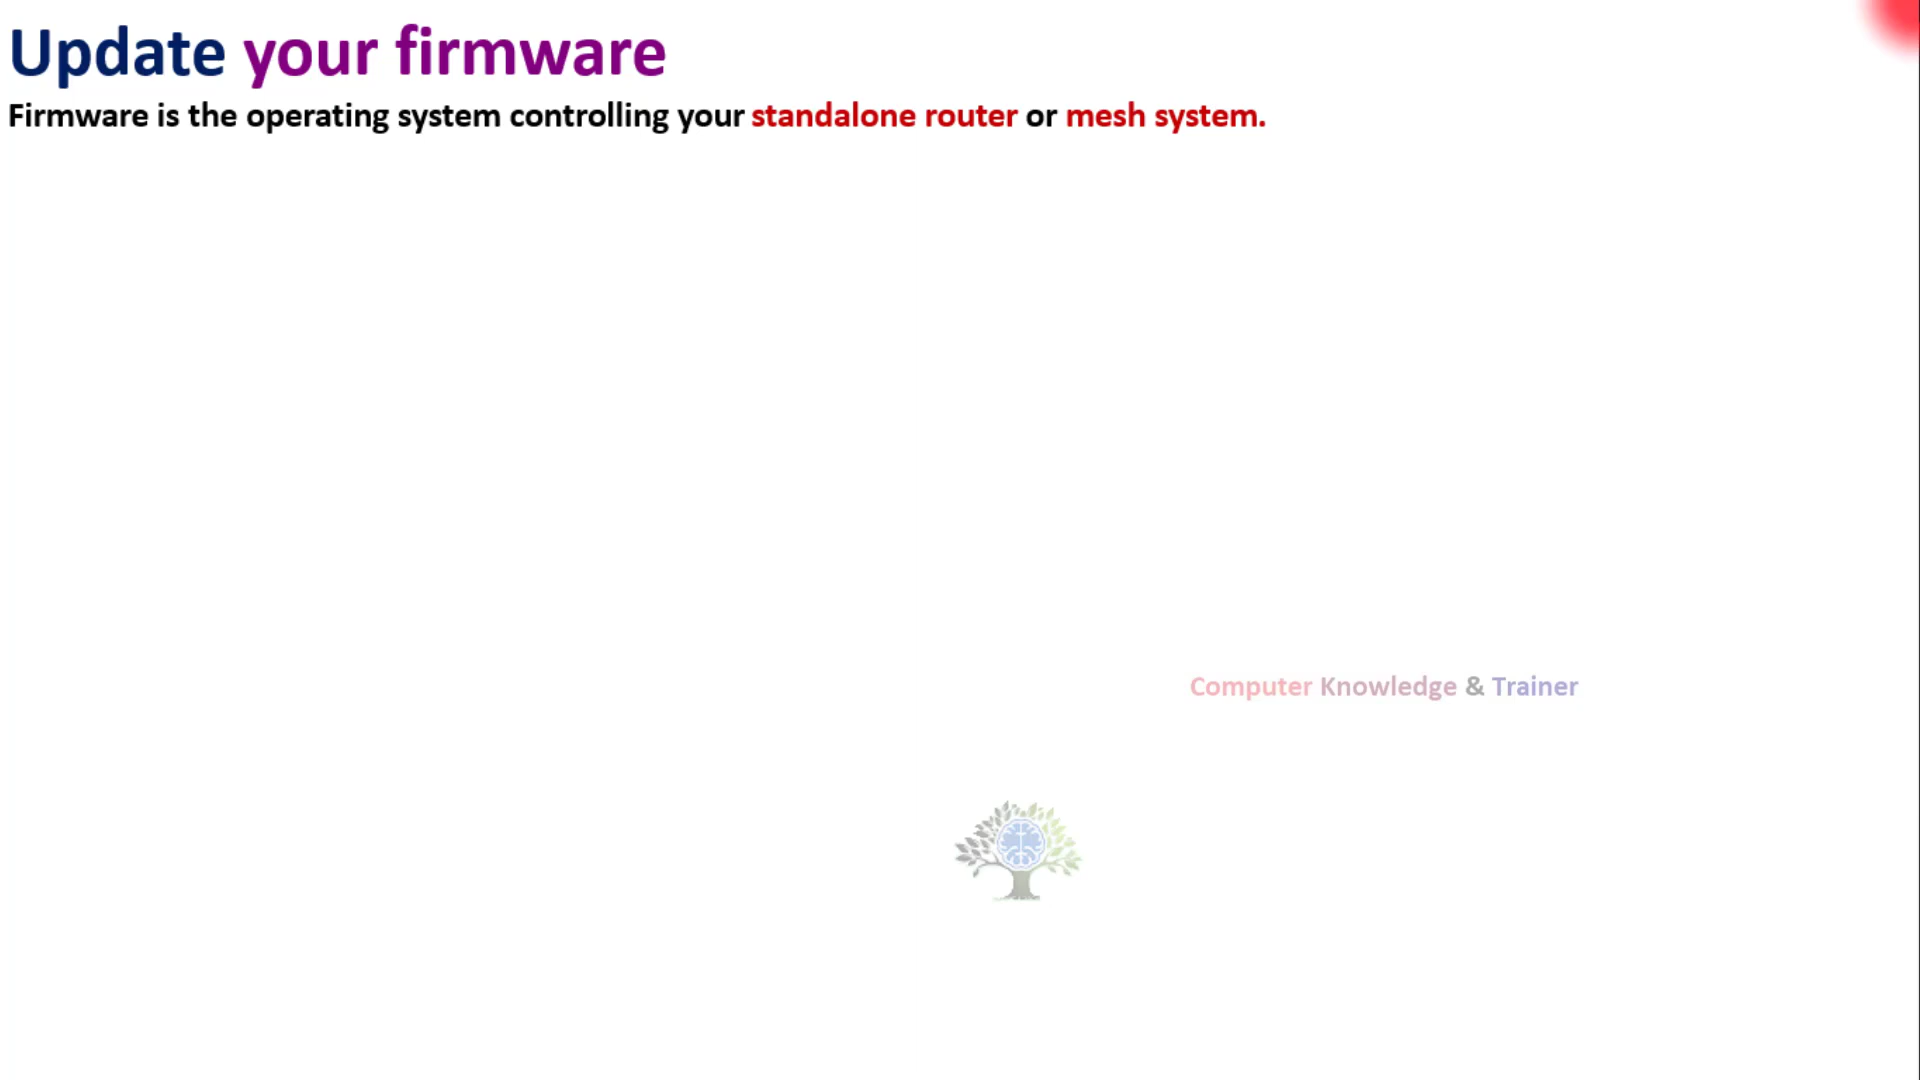 Update your firmware
Firmware is the operating system controlling your standalone router or mesh system.
Computer Knowledge & Trainer